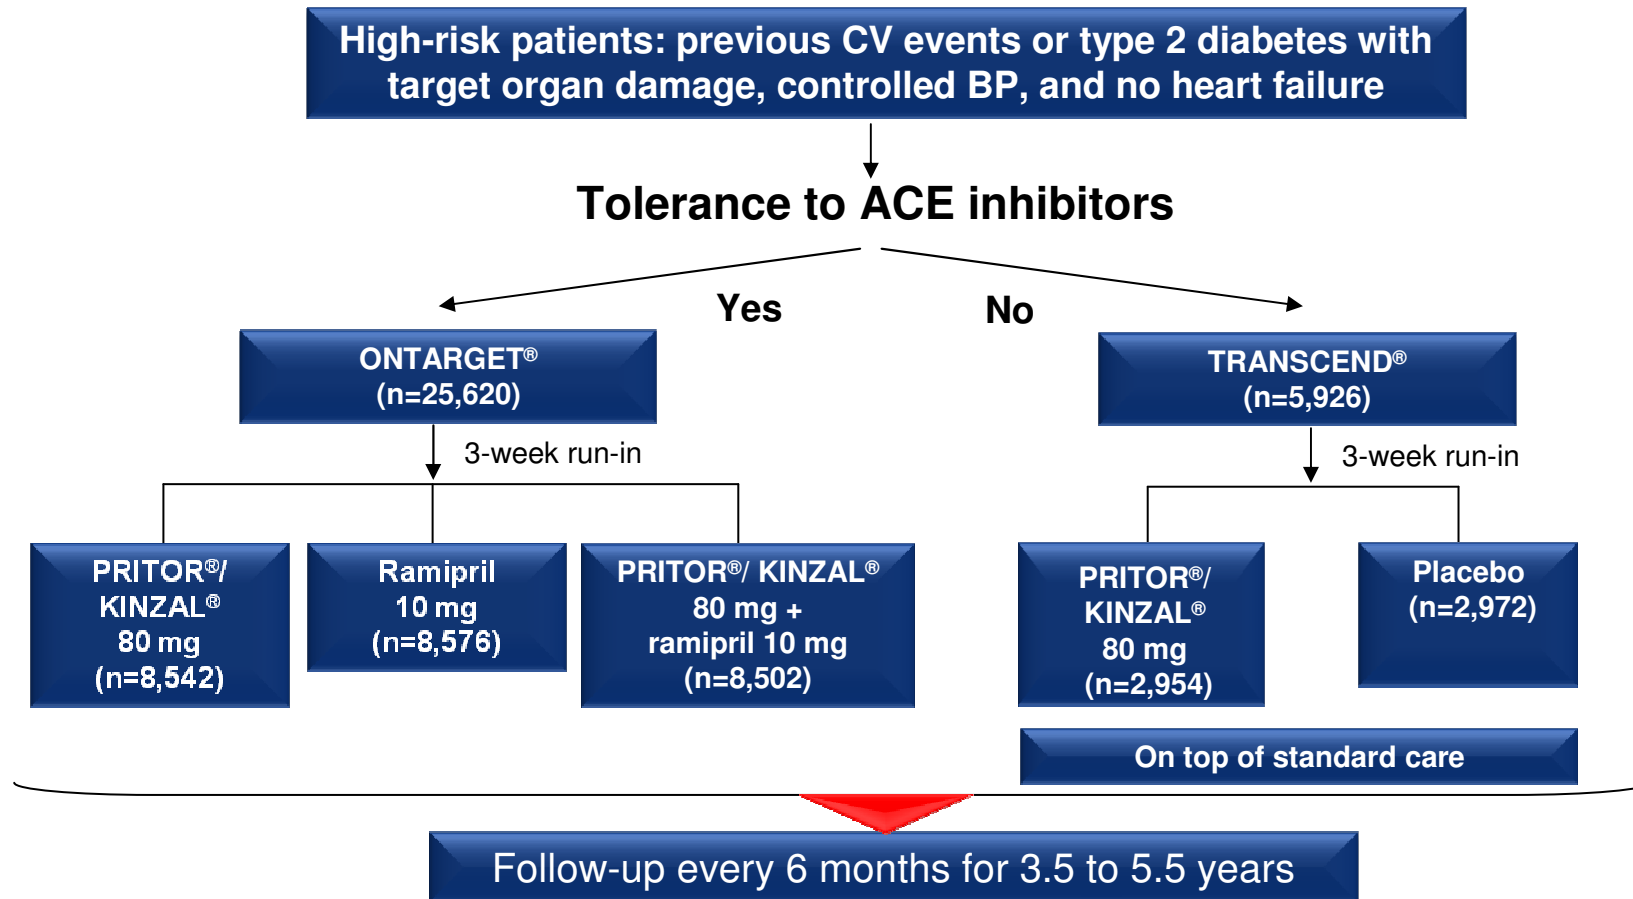 High-risk patients: previous CV events or type 2 diabetes with
target organ damage, controlled BP, and no heart failure
Tolerance to ACE inhibitors
Yes
No
ONTARGET®
(n=25,620)
TRANSCEND®
(n=5,926)
3-week run-in
3-week run-in
PRITOR®/
KINZAL®
80 mg
(n=8,542)
Ramipril
10 mg
(n=8,576)
PRITOR®/ KINZAL®
80 mg +
ramipril 10 mg
(n=8,502)
PRITOR®/
KINZAL®
80 mg
(n=2,954)
Placebo
(n=2,972)
On top of standard care
Follow-up every 6 months for 3.5 to 5.5 years